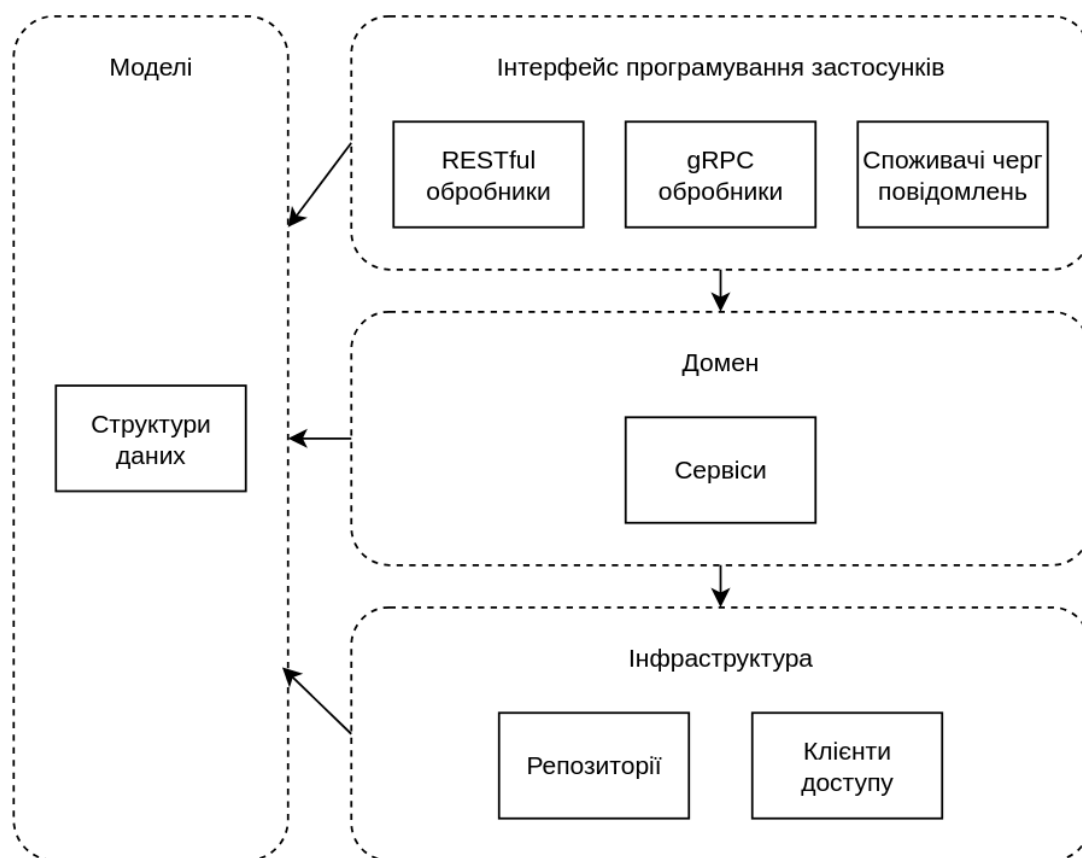 Моделі
Структури
даних
Інтерфейс програмування застосунків
RESTful
обробники
gRPC
обробники
Споживачі черг
повідомлень
Домен
Сервіси
Інфраструктура
Репозиторії
Клієнти
доступу